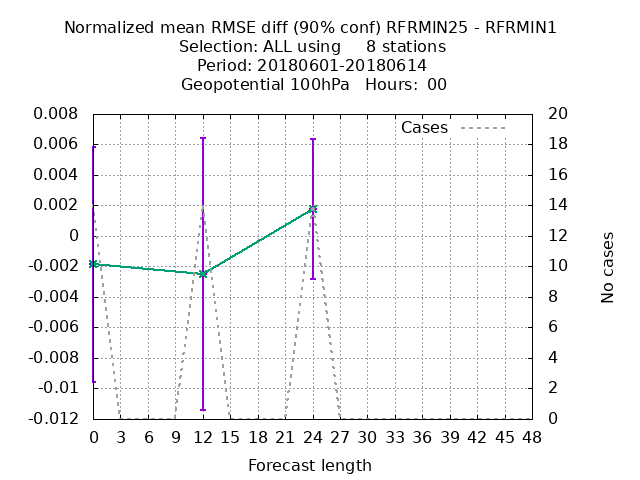 Normalized mean RMSE diff (90% conf) RFRMIN25 - RFRMIN1
Selection: ALL using     8 stations
Period: 20180601-20180614
Geopotential 100hPa   Hours:  00
Cases
0.008
0.006
0.004
0.002
0
-0.002
-0.004
-0.006
-0.008
-0.01
-0.012
20
18
16
14
12
10
8
6
4
2
0
No cases
0 3 6 9 12 15 18 21 24 27 30 33 36 39 42 45 48
Forecast length